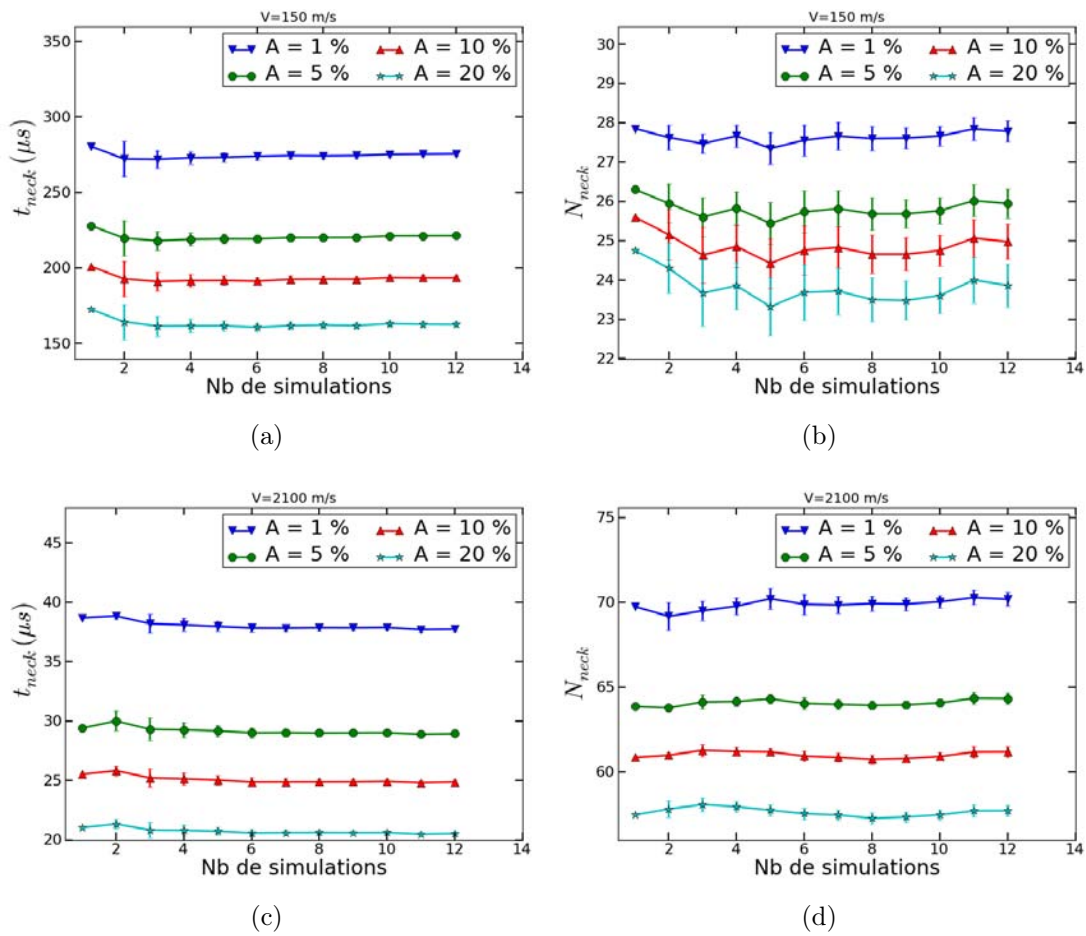 V=150 m/s
A = 1 % A = 10 %
A = 5 % A = 20 %
350
300
250
200
150
t_neck (μs)
2 4 6 8 10 12 14
Nb de simulations
(a)
V=150 m/s
A = 1 % A = 10 %
A = 5 % A = 20 %
30
29
28
27
26
25
24
23
22
N_neck
2 4 6 8 10 12 14
Nb de simulations
(b)
V=2100 m/s
A = 1 % A = 10 %
A = 5 % A = 20 %
45
40
35
30
25
20
t_neck (μs)
2 4 6 8 10 12 14
Nb de simulations
(c)
V=2100 m/s
A = 1 % A = 10 %
A = 5 % A = 20 %
75
70
65
60
N_neck
2 4 6 8 10 12 14
Nb de simulations
(d)